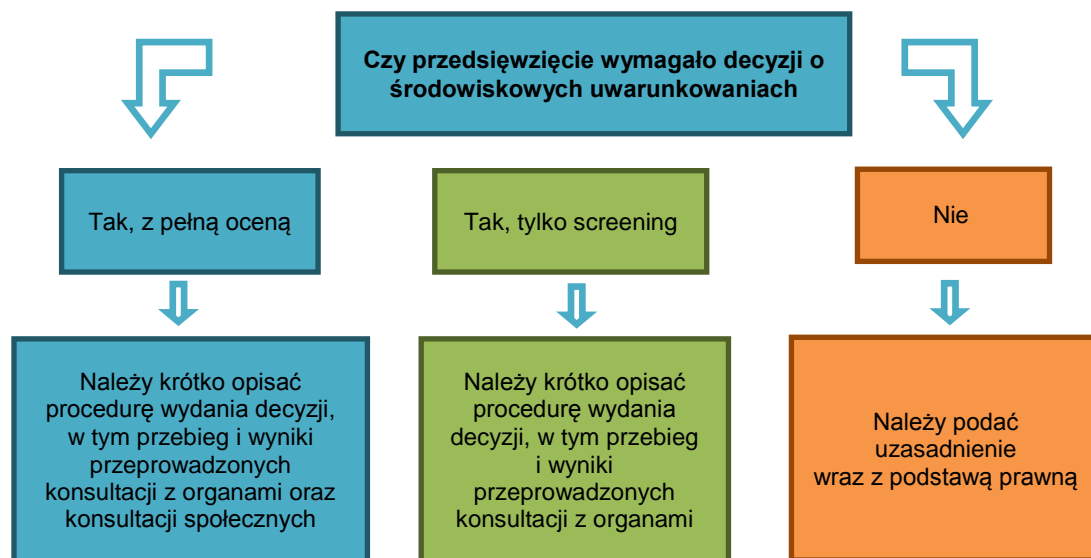 Czy przedsięwzięcie wymagało decyzji o
środowiskowych uwarunkowaniach
Tak, z pełną oceną
Tak, tylko screening
Nie
Należy krótko opisać
procedurę wydania decyzji,
w tym przebieg i wyniki
przeprowadzonych
konsultacji z organami oraz
konsultacji społecznych
Należy krótko opisać
procedurę wydania
decyzji, w tym przebieg
i wyniki
przeprowadzonych
konsultacji z organami
Należy podać
uzasadnienie
wraz z podstawą prawną